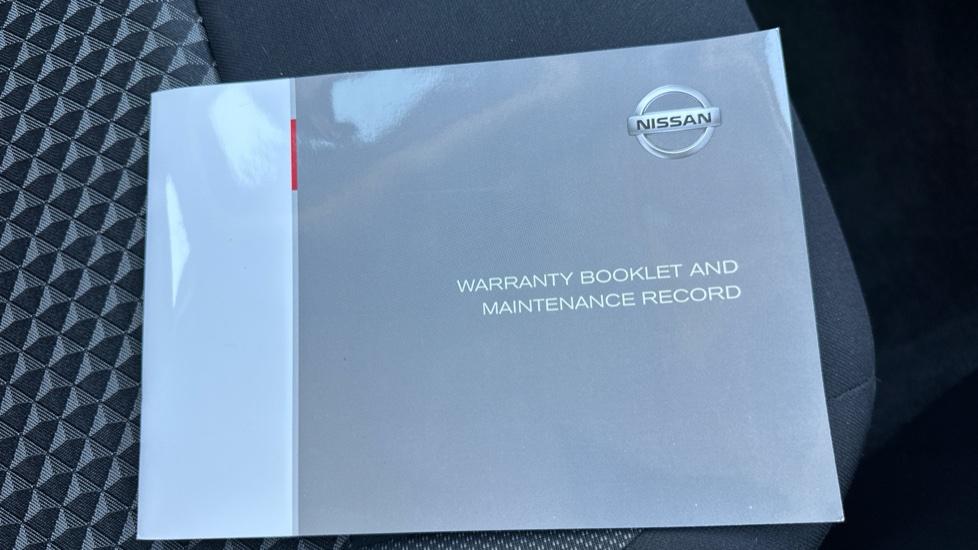 NISSAN
WARRANTY BOOKLET AND
MAINTENANCE RECORD